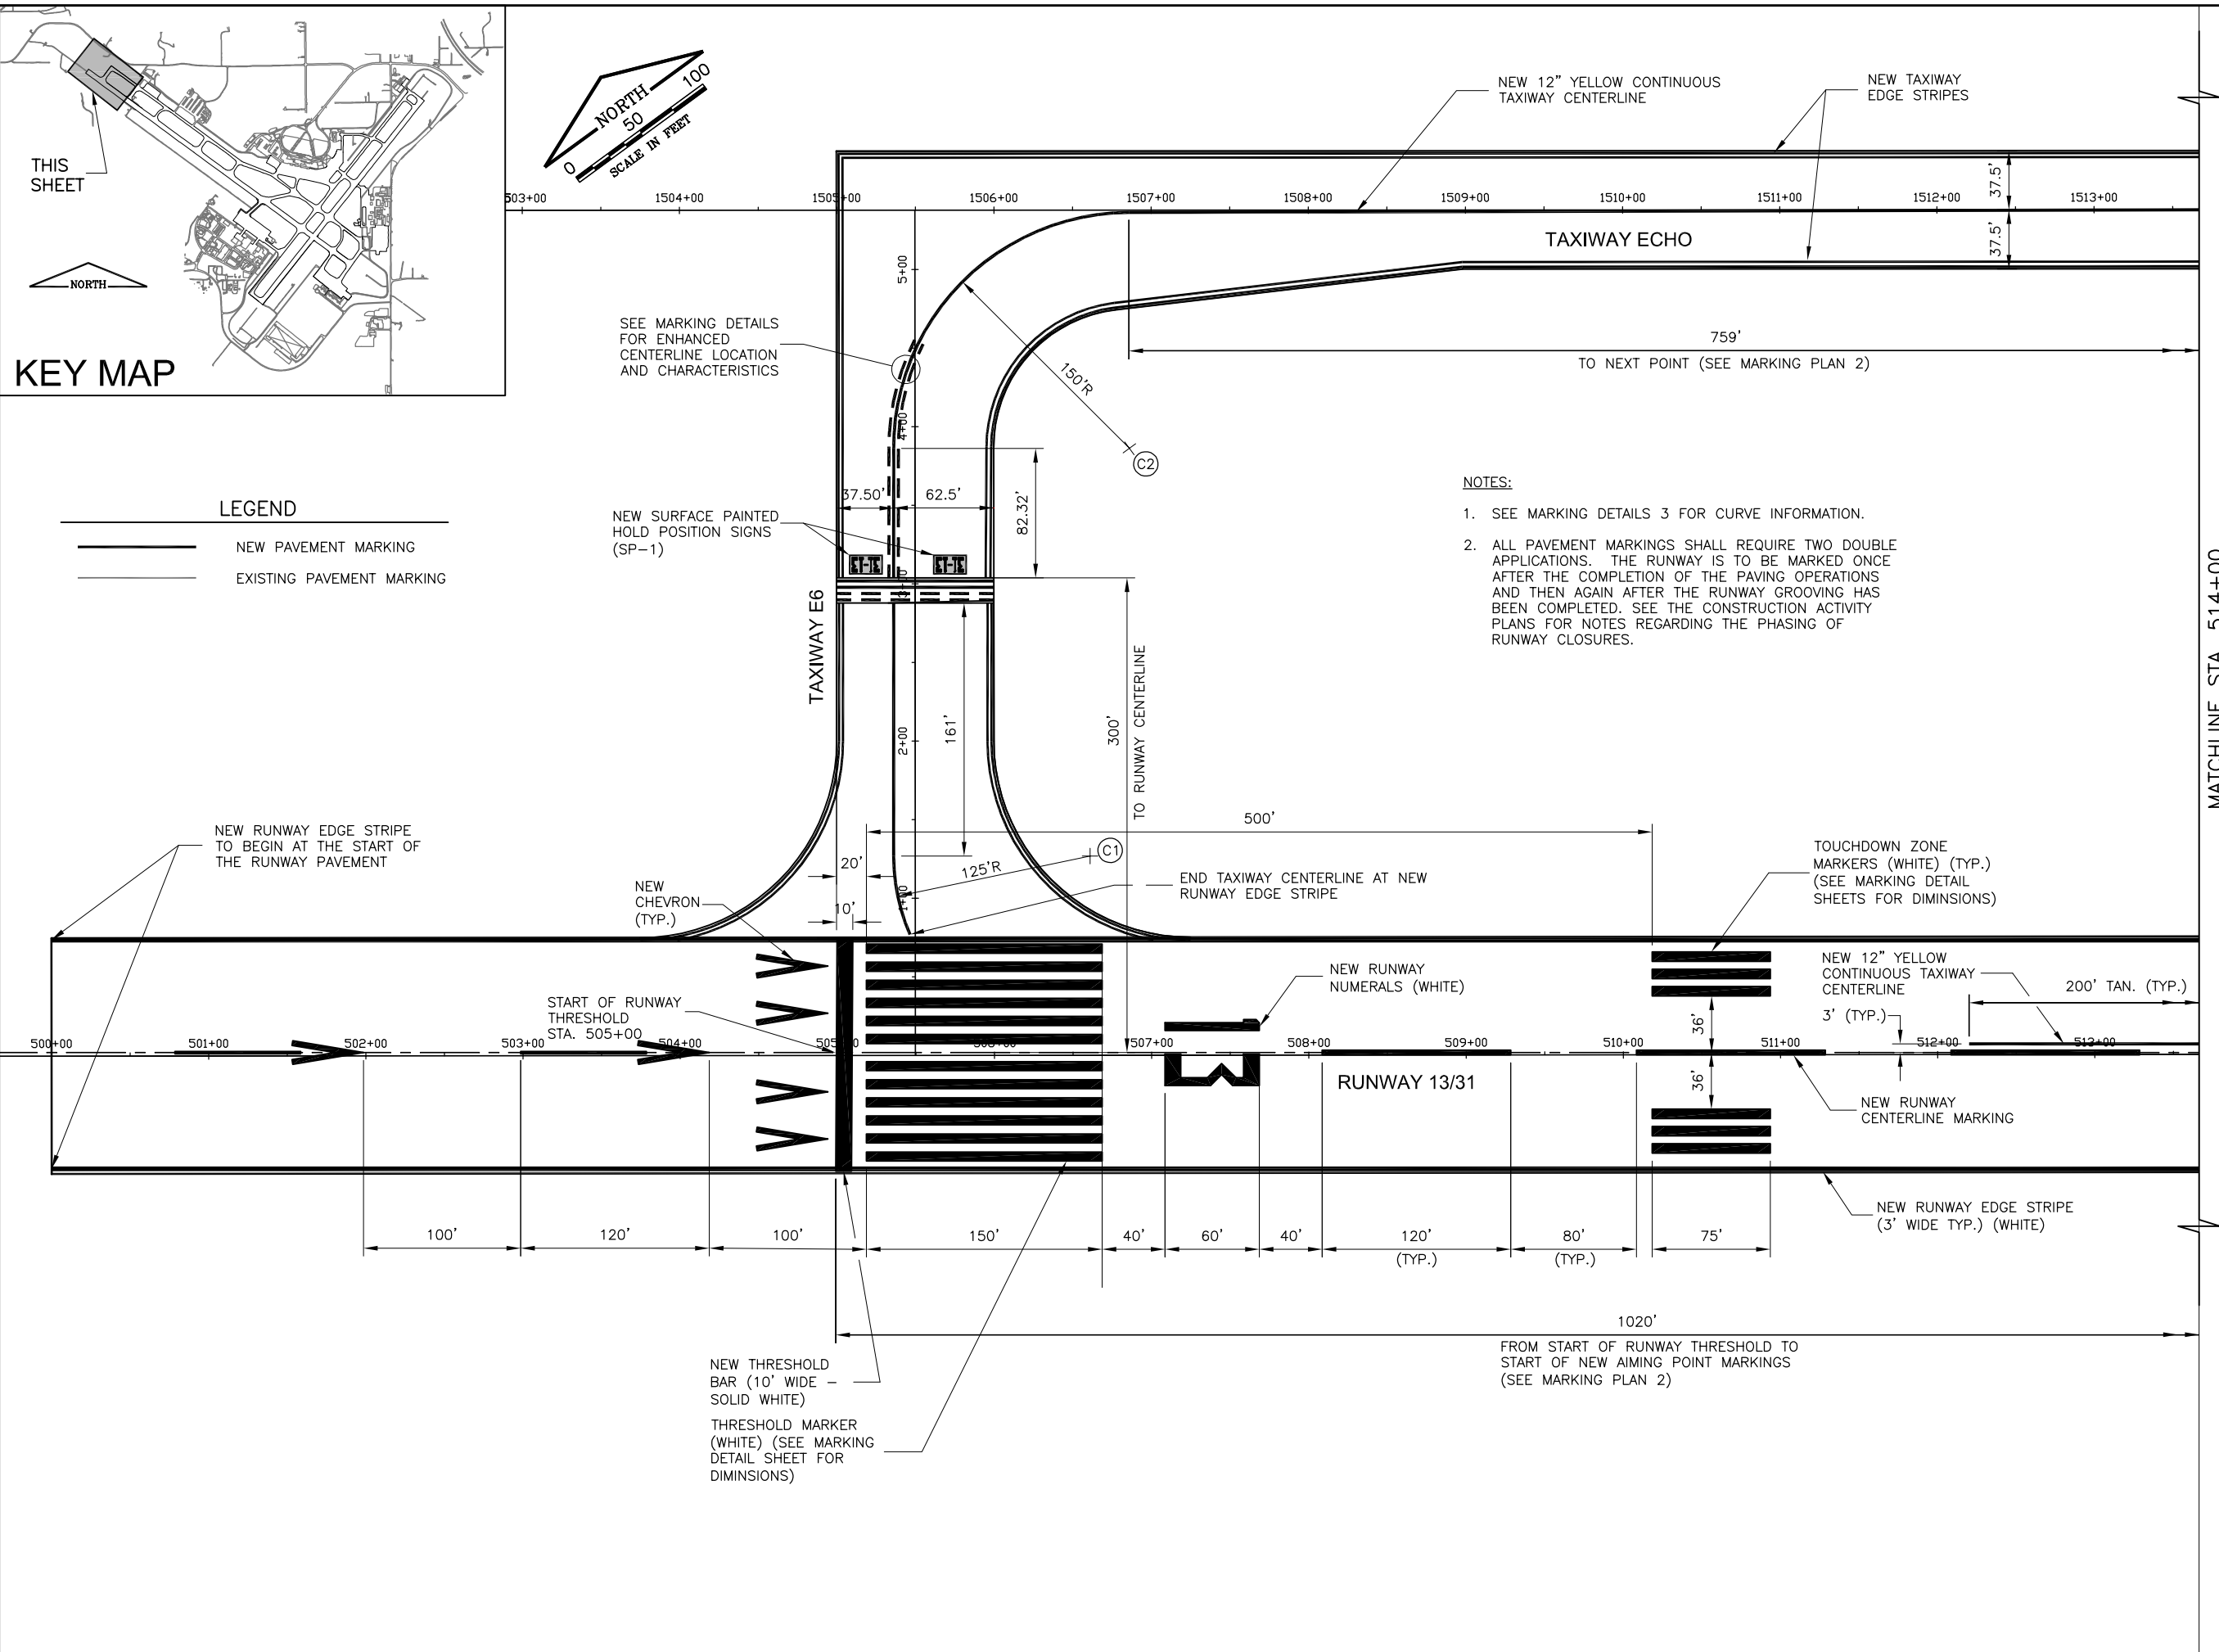 THIS
SHEET
NORTH
KEY MAP
NORTH
0
50
100
SCALE IN FEET
NEW 12" YELLOW CONTINUOUS
TAXIWAY CENTERLINE
NEW TAXIWAY
EDGE STRIPES
503+00
1504+00
1505+00
1506+00
1507+00
1508+00
1509+00
1510+00
1511+00
1512+00
1513+00
37.5'
37.5'
TAXIWAY ECHO
5+00
SEE MARKING DETAILS
FOR ENHANCED
CENTERLINE LOCATION
AND CHARACTERISTICS
759'
TO NEXT POINT (SEE MARKING PLAN 2)
150'R
C2
4+00
LEGEND
NEW PAVEMENT MARKING
EXISTING PAVEMENT MARKING
37.50'
62.5'
82.32'
NEW SURFACE PAINTED
HOLD POSITION SIGNS
(SP-1)
NOTES:
1. SEE MARKING DETAILS 3 FOR CURVE INFORMATION.
2. ALL PAVEMENT MARKINGS SHALL REQUIRE TWO DOUBLE
APPLICATIONS. THE RUNWAY IS TO BE MARKED ONCE
AFTER THE COMPLETION OF THE PAVING OPERATIONS
AND THEN AGAIN AFTER THE RUNWAY GROOVING HAS
BEEN COMPLETED. SEE THE CONSTRUCTION ACTIVITY
PLANS FOR NOTES REGARDING THE PHASING OF
RUNWAY CLOSURES.
MATCHLINE STA. 514+00
TAXIWAY E6
2+00
161'
300'
TO RUNWAY CENTERLINE
500'
NEW RUNWAY EDGE STRIPE
TO BEGIN AT THE START OF
THE RUNWAY PAVEMENT
20'
10'
1+00
125'R
C1
NEW
CHEVRON
(TYP.)
END TAXIWAY CENTERLINE AT NEW
RUNWAY EDGE STRIPE
TOUCHDOWN ZONE
MARKERS (WHITE) (TYP.)
(SEE MARKING DETAIL
SHEETS FOR DIMINSIONS)
START OF RUNWAY
THRESHOLD
STA. 505+00
NEW RUNWAY
NUMERALS (WHITE)
NEW 12" YELLOW
CONTINUOUS TAXIWAY
CENTERLINE
200' TAN. (TYP.)
3' (TYP.)
36'
36'
500+00
501+00
502+00
503+00
504+00
507+00
508+00
509+00
510+00
511+00
512+00
513+00
RUNWAY 13/31
NEW RUNWAY
CENTERLINE MARKING
NEW RUNWAY EDGE STRIPE
(3' WIDE TYP.) (WHITE)
100'
120'
100'
150'
40'
60'
40'
120'
(TYP.)
80'
(TYP.)
75'
1020'
FROM START OF RUNWAY THRESHOLD TO
START OF NEW AIMING POINT MARKINGS
(SEE MARKING PLAN 2)
NEW THRESHOLD
BAR (10' WIDE -
SOLID WHITE)
THRESHOLD MARKER
(WHITE) (SEE MARKING
DETAIL SHEET FOR
DIMINSIONS)